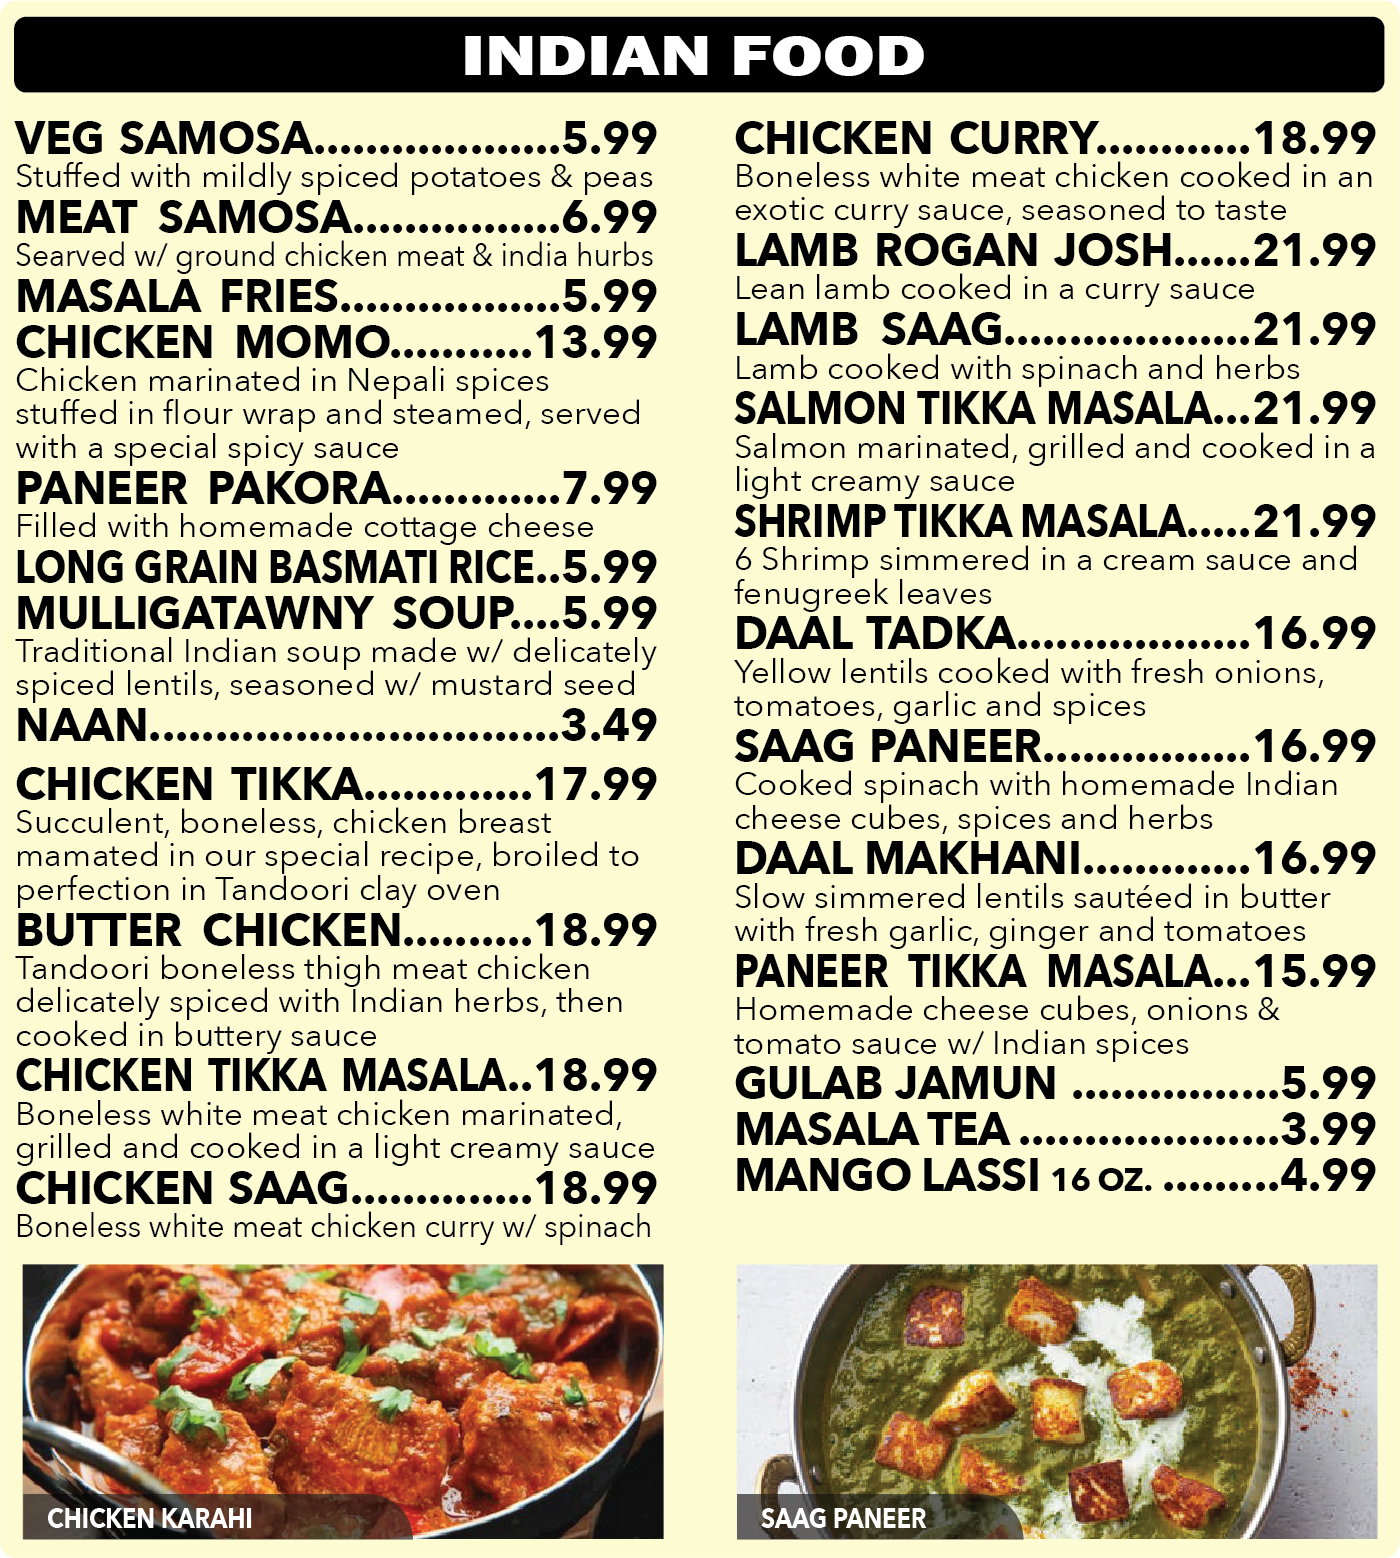 INDIAN FOOD
VEG SAMOSA...................5.99
Stuffed with mildly spiced potatoes & peas
MEAT SAMOSA................6.99
Searved w/ ground chicken meat & india hurbs
MASALA FRIES.................5.99
CHICKEN MOMO...........13.99
Chicken marinated in Nepali spices
stuffed in flour wrap and steamed, served
with a special spicy sauce
PANEER PAKORA.............7.99
Filled with homemade cottage cheese
LONG GRAIN BASMATI RICE..5.99
MULLIGATAWNY SOUP....5.99
Traditional Indian soup made w/ delicately
spiced lentils, seasoned w/ mustard seed
NAAN...............................3.49
CHICKEN TIKKA.............17.99
Succulent, boneless, chicken breast
mamated in our special recipe, broiled to
perfection in Tandoori clay oven
BUTTER CHICKEN..........18.99
Tandoori boneless thigh meat chicken
delicately spiced with Indian herbs, then
cooked in buttery sauce
CHICKEN TIKKA MASALA..18.99
Boneless white meat chicken marinated,
grilled and cooked in a light creamy sauce
CHICKEN SAAG..............18.99
Boneless white meat chicken curry w/ spinach
CHICKEN KARAHI
CHICKEN CURRY............18.99
Boneless white meat chicken cooked in an
exotic curry sauce, seasoned to taste
LAMB ROGAN JOSH......21.99
Lean lamb cooked in a curry sauce
LAMB SAAG...................21.99
Lamb cooked with spinach and herbs
SALMON TIKKA MASALA...21.99
Salmon marinated, grilled and cooked in a
light creamy sauce
SHRIMP TIKKA MASALA.....21.99
6 Shrimp simmered in a cream sauce and
fenugreek leaves
DAAL TADKA..................16.99
Yellow lentils cooked with fresh onions,
tomatoes, garlic and spices
SAAG PANEER................16.99
Cooked spinach with homemade Indian
cheese cubes, spices and herbs
DAAL MAKHANI.............16.99
Slow simmered lentils sautéed in butter
with fresh garlic, ginger and tomatoes
PANEER TIKKA MASALA...15.99
Homemade cheese cubes, onions &
tomato sauce w/ Indian spices
GULAB JAMUN ................5.99
MASALA TEA ....................3.99
MANGO LASSI 16 OZ. .........4.99
SAAG PANEER